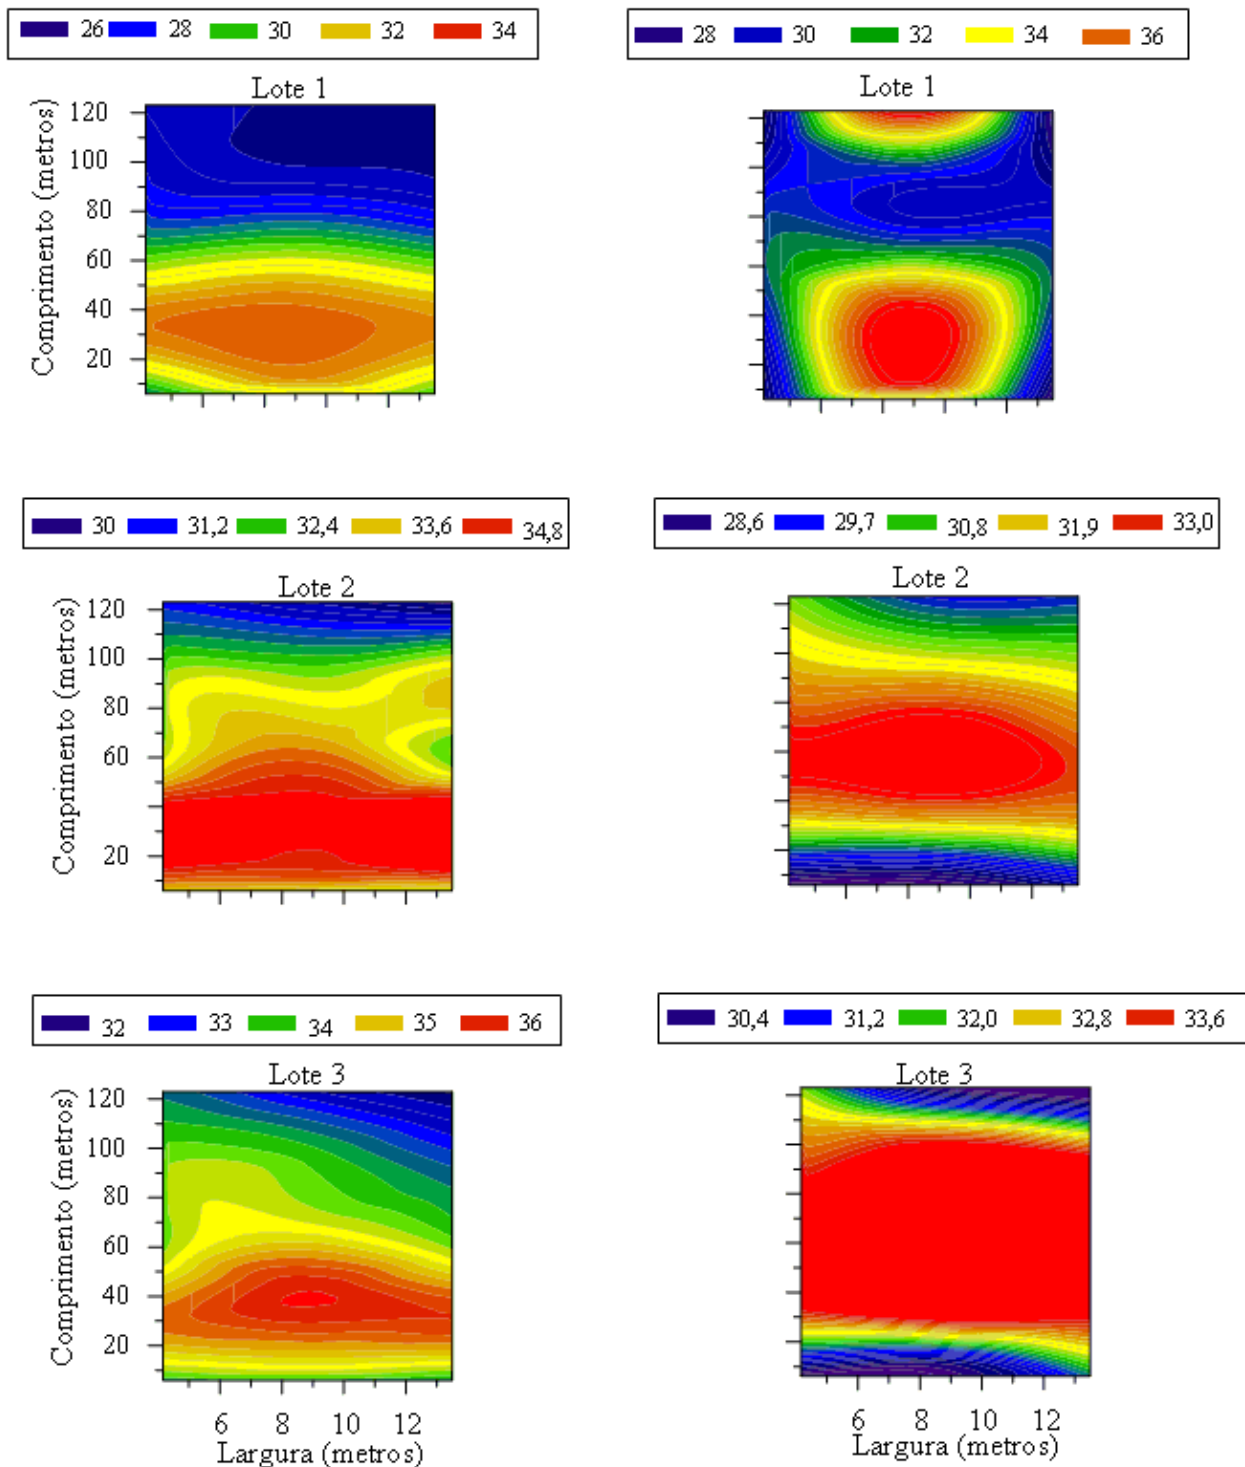 26 28 30 32 34
28 30 32 34 36
Lote 1
Lote 1
Comprimento (metros)
120
100
80
60
40
20
30 31,2 32,4 33,6 34,8
28,6 29,7 30,8 31,9 33,0
Lote 2
Lote 2
Comprimento (metros)
120
100
80
60
20
32 33 34 35 36
30,4 31,2 32,0 32,8 33,6
Lote 3
Lote 3
Comprimento (metros)
120
100
80
60
40
20
6 8 10 12
Largura (metros)
6 8 10 12
Largura (metros)